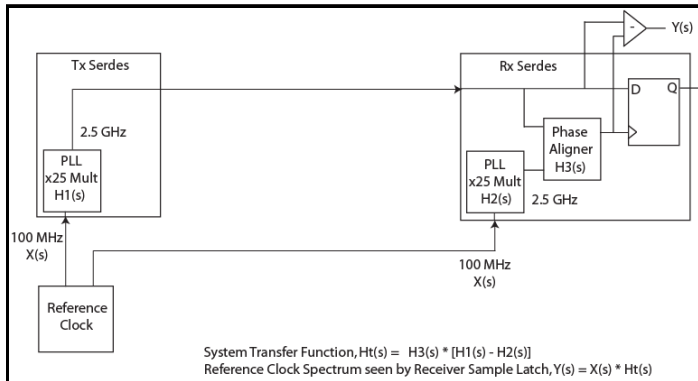 Y(s)
-
Tx Serdes
Rx Serdes
D
Q
2.5 GHz
Phase
Aligner
H3(s)
PLL
x25 Mult
H1(s)
PLL
x25 Mult
H2(s)
2.5 GHz
100 MHz
X(s)
100 MHz
X(s)
Reference
Clock
System Transfer Function, Ht(s) = H3(s) * [H1(s) - H2(s)]
Reference Clock Spectrum seen by Receiver Sample Latch, Y(s) = X(s) * Ht(s)